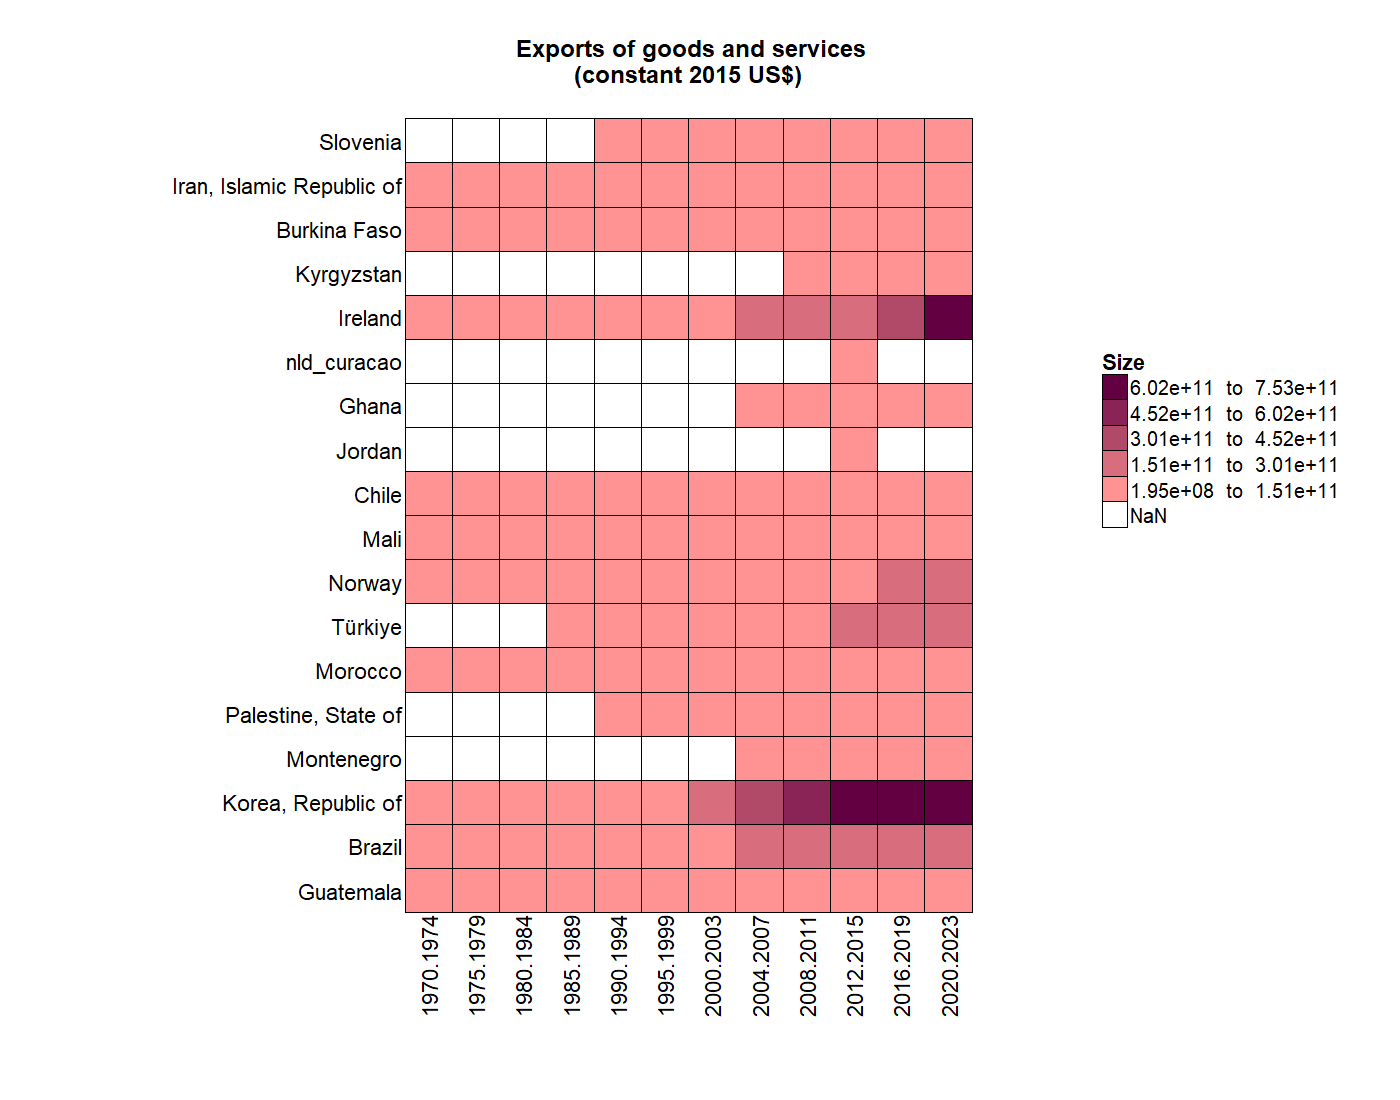 Exports of goods and services
(constant 2015 US$)
Slovenia
Iran, Islamic Republic of
Burkina Faso
Kyrgyzstan
Ireland
nld_curacao
Ghana
Jordan
Chile
Mali
Norway
Türkiye
Morocco
Palestine, State of
Montenegro
Korea, Republic of
Brazil
Guatemala
1970.1974
1975.1979
1980.1984
1985.1989
1990.1994
1995.1999
2000.2003
2004.2007
2008.2011
2012.2015
2016.2019
2020.2023
Size
6.02e+11 to 7.53e+11
4.52e+11 to 6.02e+11
3.01e+11 to 4.52e+11
1.51e+11 to 3.01e+11
1.95e+08 to 1.51e+11
NaN